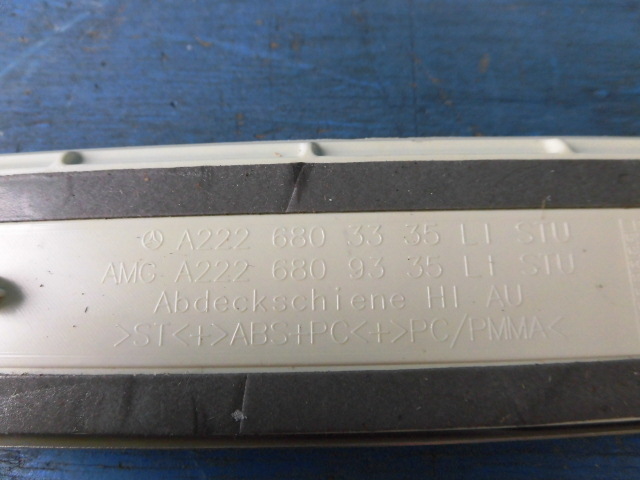 A222 680 33 35 LI STU
AMG A222 680 93 35 LI STU
Abdeckschiene HI AU
>ST<+>ABS+PC<+>PC/PMMA<